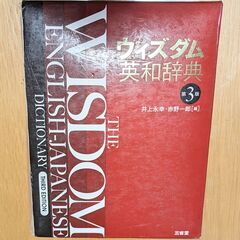 ウィズダム
英和辞典
第3版
井上永幸・赤野一郎［編］
三省堂
THE
WISDOM
ENGLISH-JAPANESE
DICTIONARY
THIRD EDITION